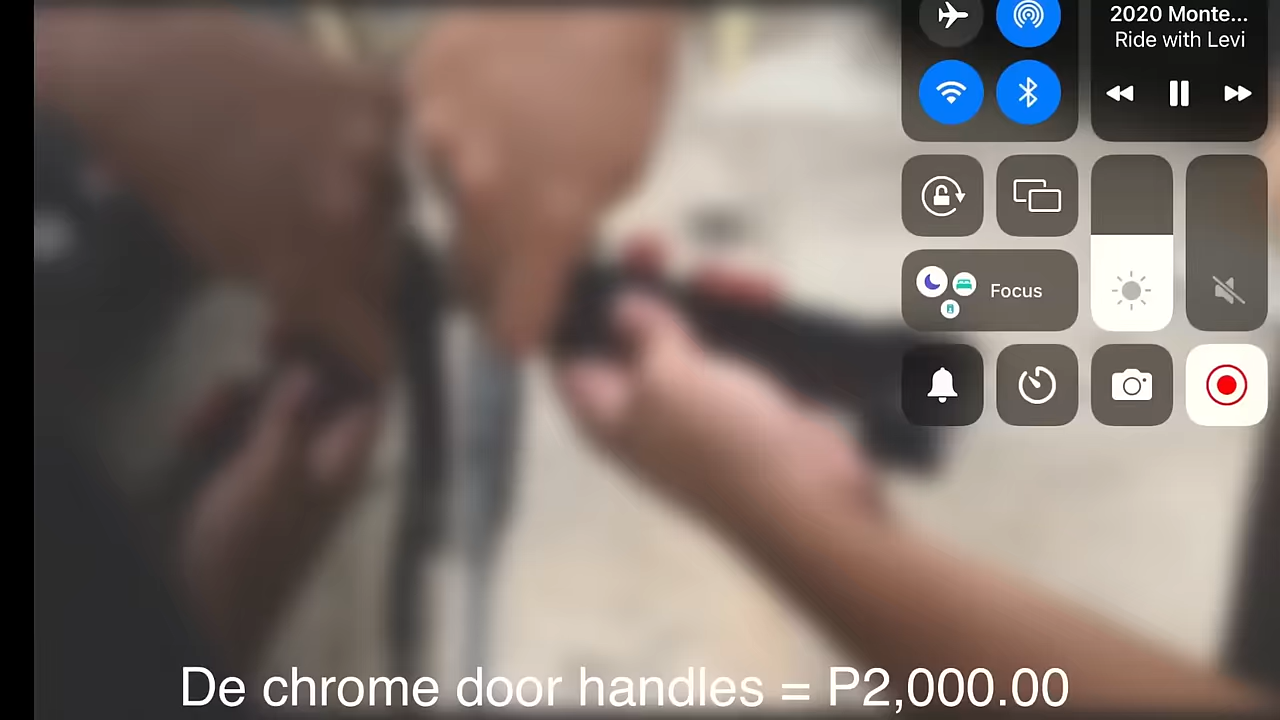 2020 Monte...
Ride with Levi
Focus
De chrome door handles = P2,000.00